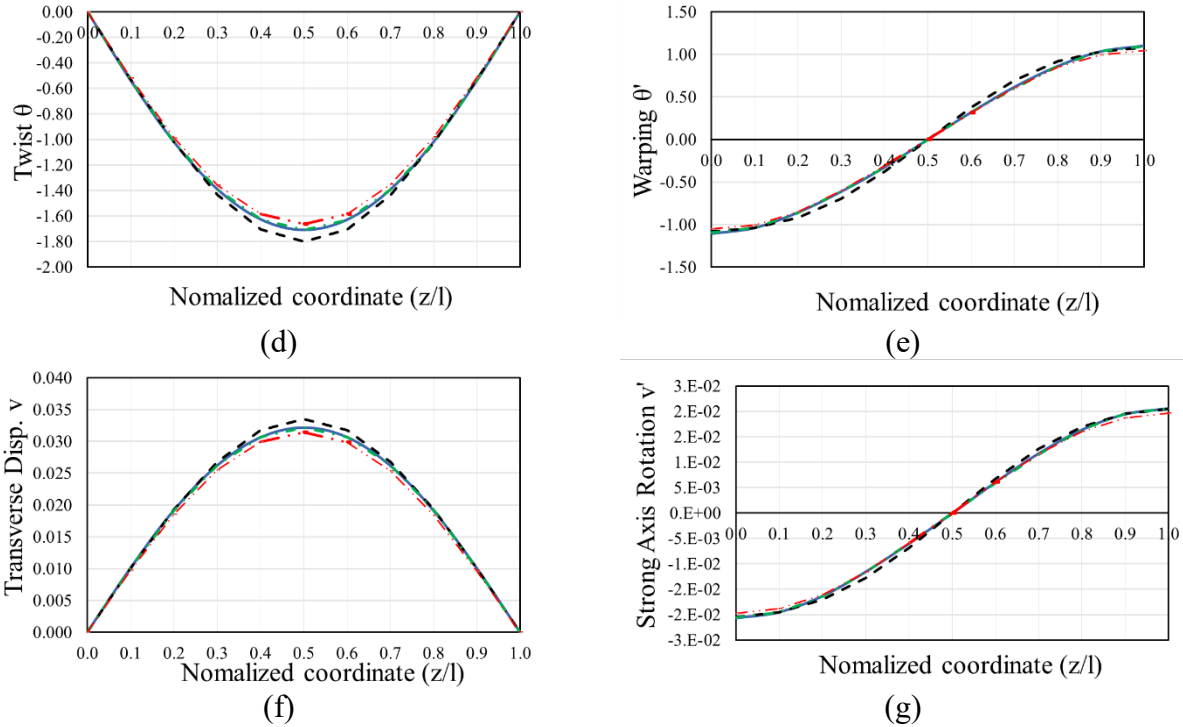 0.00
0.0 0.1 0.2 0.3 0.4 0.5 0.6 0.7 0.8 0.9 1.0
-0.20
-0.40
-0.60
-0.80
-1.00
-1.20
-1.40
-1.60
-1.80
-2.00
Twist θ
Nomalized coordinate (z/l)
(d)
1.50
1.00
0.50
0.00
0.0 0.1 0.2 0.3 0.4 0.5 0.6 0.7 0.8 0.9 1.0
-0.50
-1.00
-1.50
Warping θ'
Nomalized coordinate (z/l)
(e)
0.040
0.035
0.030
0.025
0.020
0.015
0.010
0.005
0.000
0.0 0.1 0.2 0.3 0.4 0.5 0.6 0.7 0.8 0.9 1.0
Transverse Disp. v
Nomalized coordinate (z/l)
(f)
3.E-02
2.E-02
2.E-02
1.E-02
5.E-03
0.E+00
0.0 0.1 0.2 0.3 0.4 0.5 0.6 0.7 0.8 0.9 1.0
-5.E-03
-1.E-02
-2.E-02
-2.E-02
-3.E-02
Strong Axis Rotation v'
Nomalized coordinate (z/l)
(g)